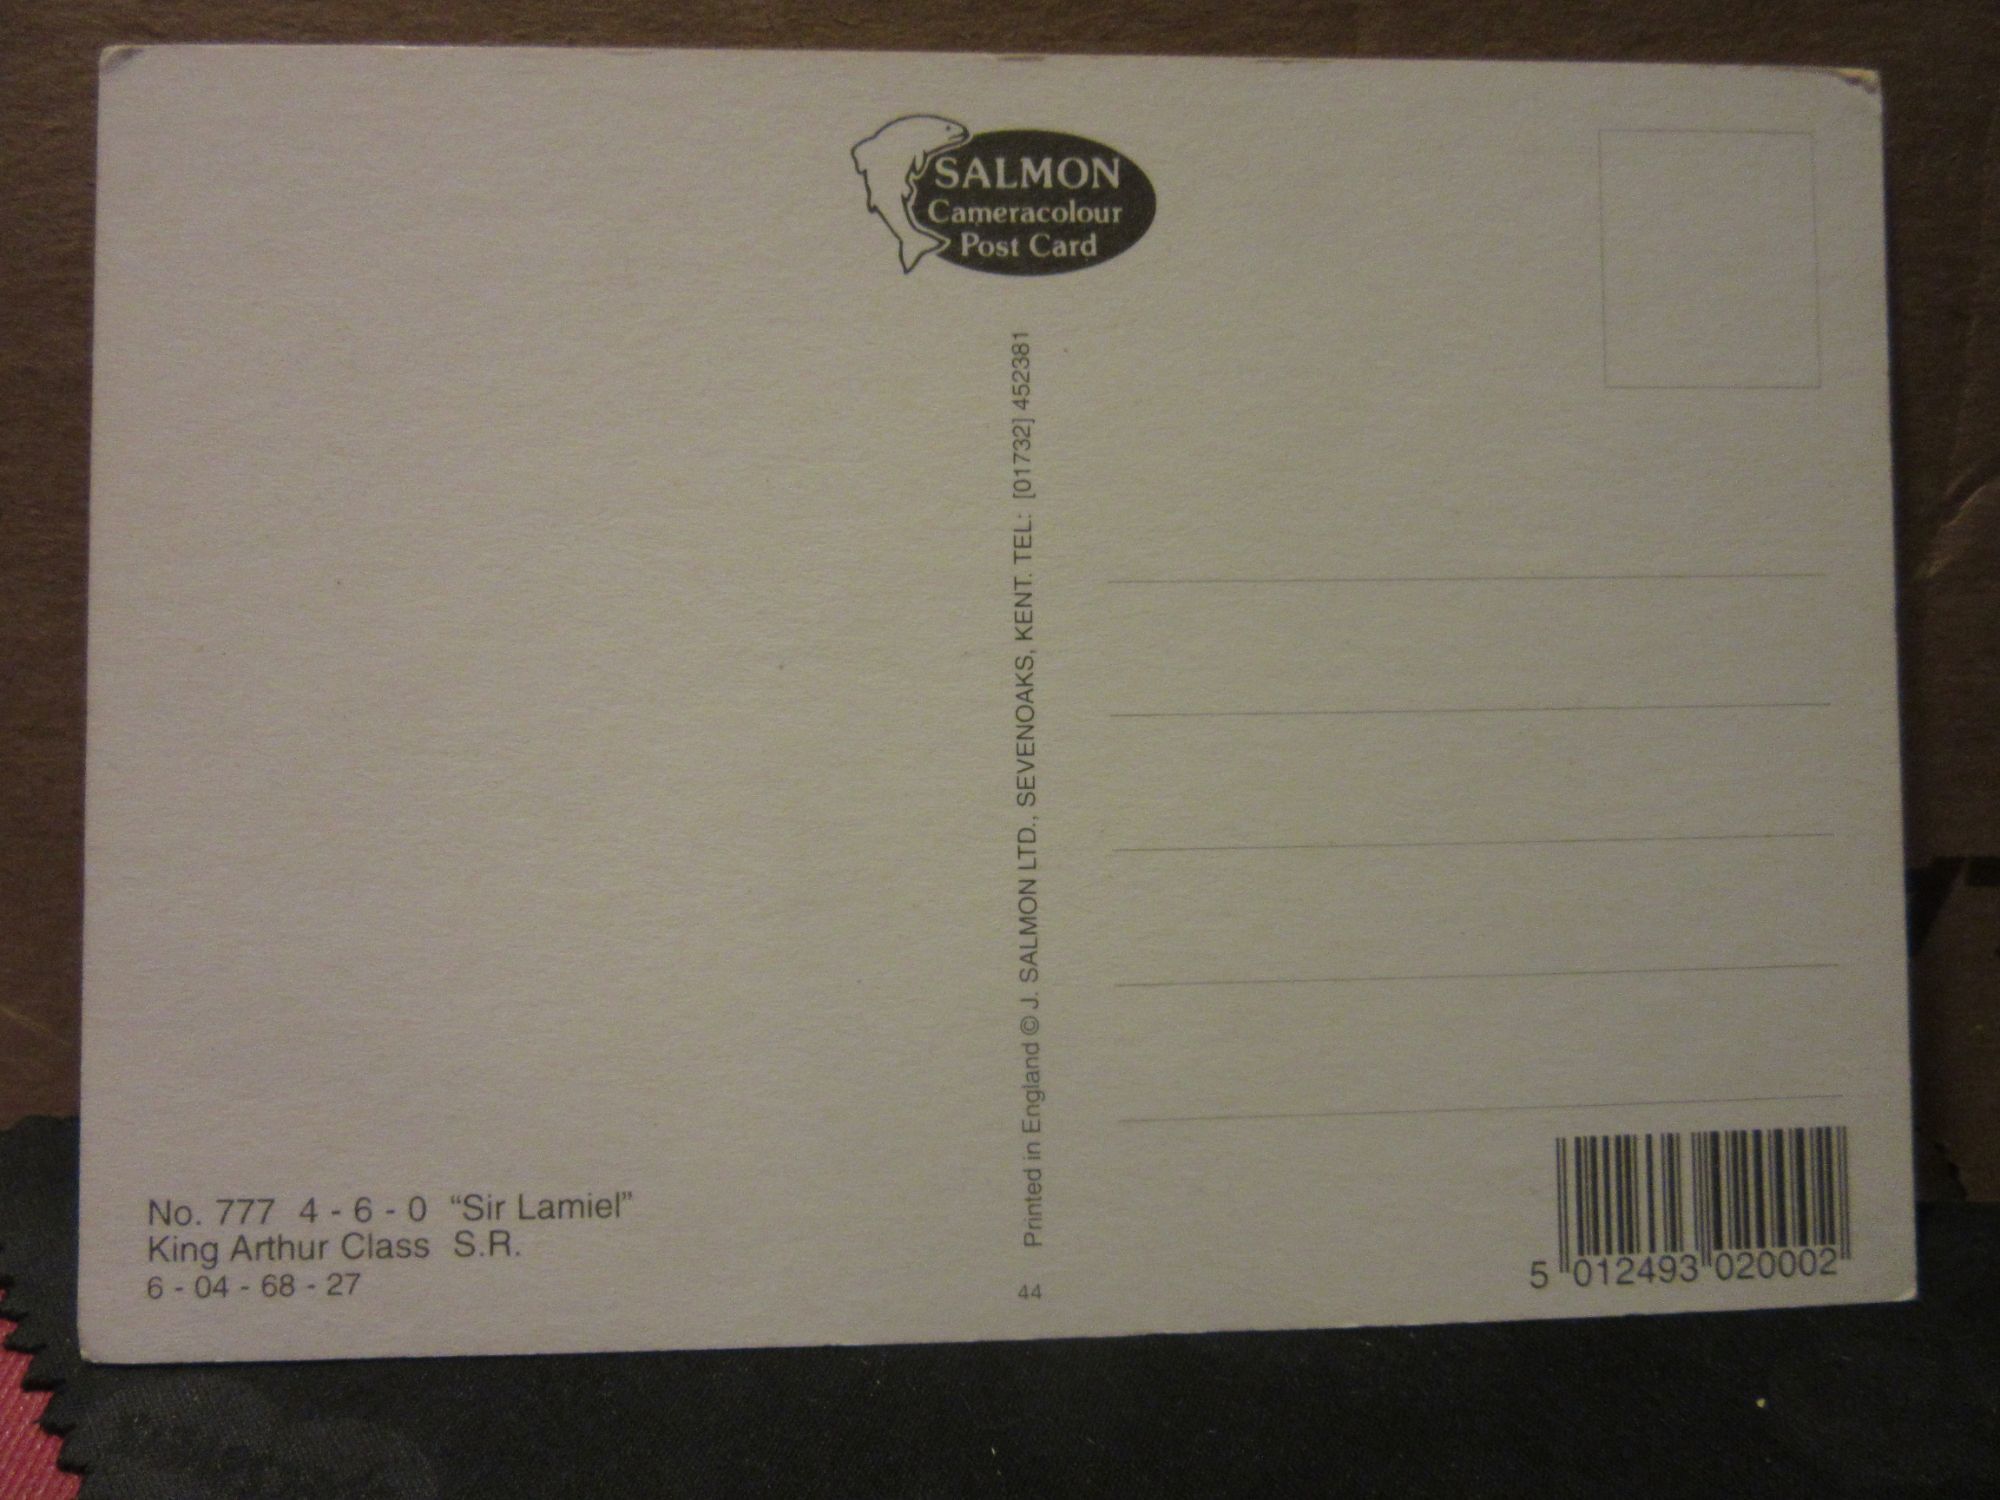 SALMON
Cameracolour
Post Card
Printed in England © J. SALMON LTD., SEVENOAKS, KENT. TEL: [01732] 452381
No. 777 4 - 6 - 0 “Sir Lamiel”
King Arthur Class S.R.
6 - 04 - 68 - 27
44
5 012493 020002